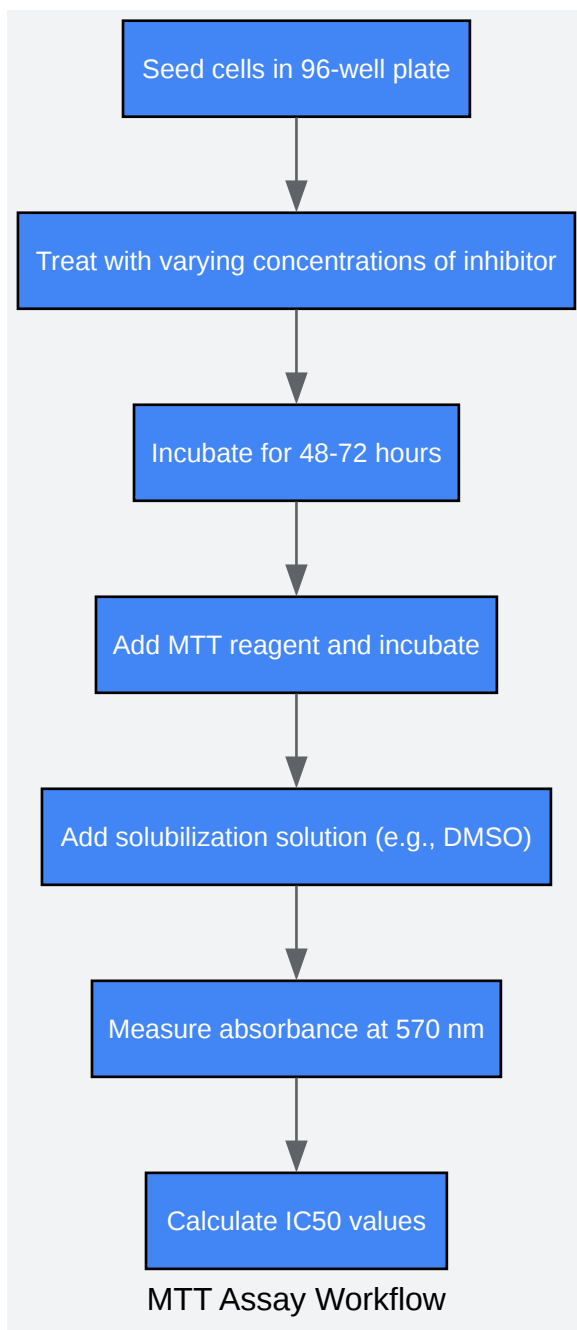 Seed cells in 96-well plate
Treat with varying concentrations of inhibitor
Incubate for 48-72 hours
Add MTT reagent and incubate
Add solubilization solution (e.g., DMSO)
Measure absorbance at 570 nm
Calculate IC50 values
MTT Assay Workflow